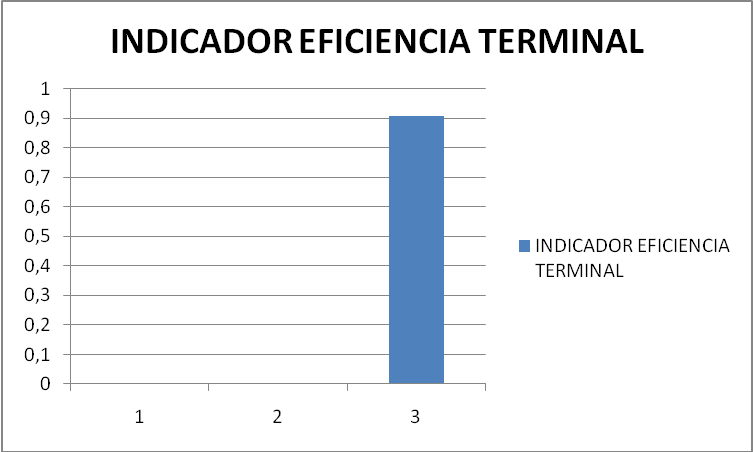 INDICADOR EFICIENCIA TERMINAL
1
0,9
0,8
0,7
0,6
0,5
0,4
0,3
0,2
0,1
0
1 2 3
INDICADOR EFICIENCIA
TERMINAL